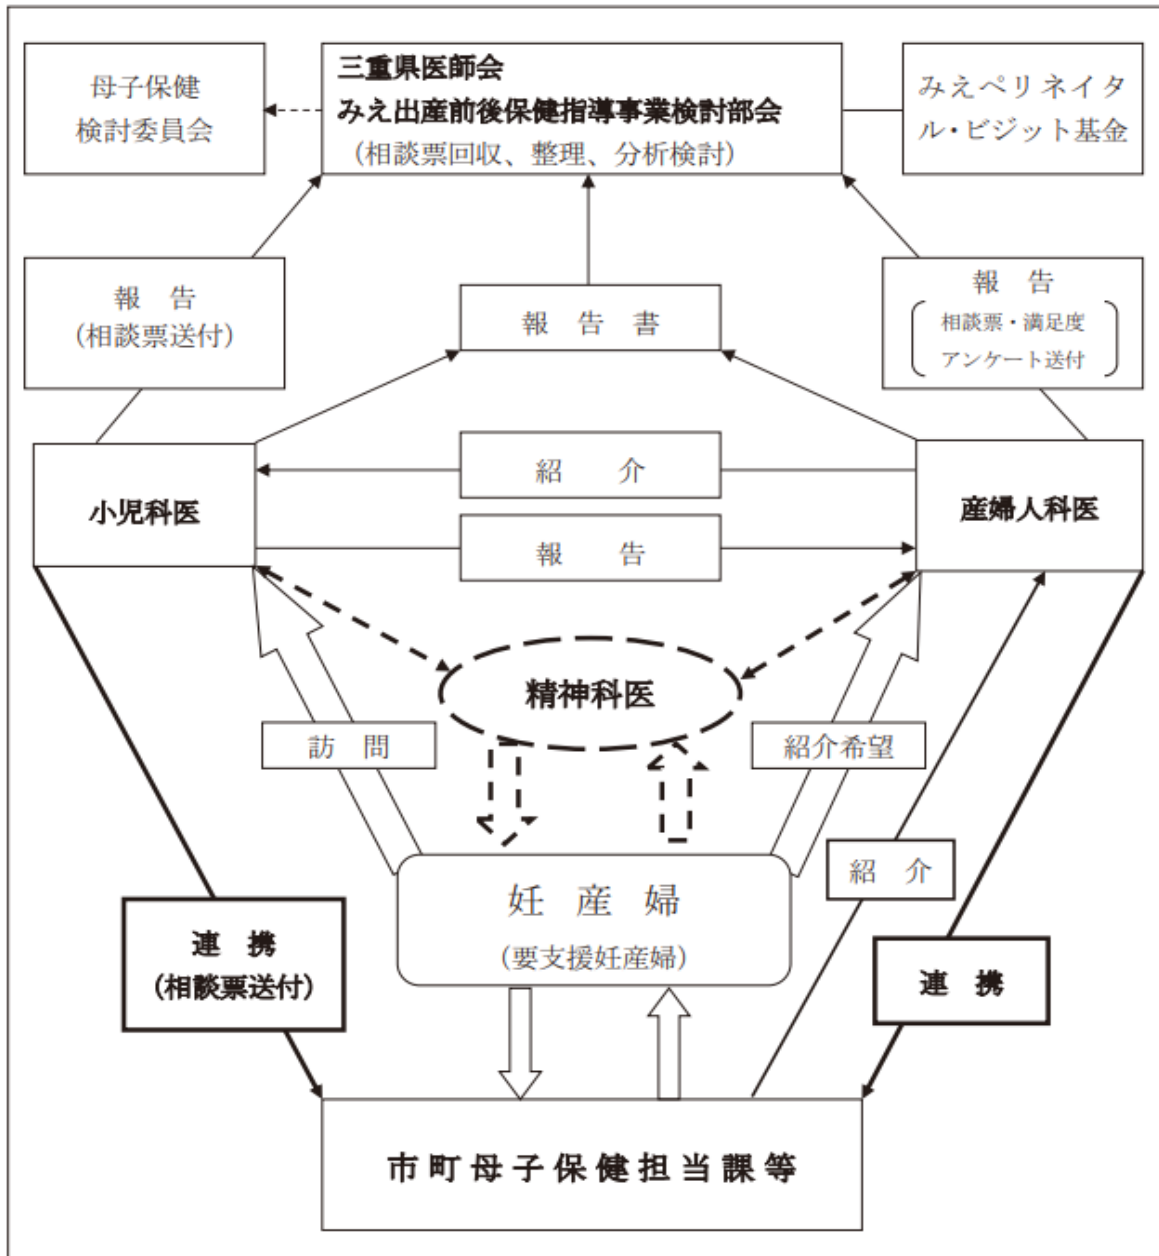 母子保健
検討委員会
三重県医師会
みえ出産前後保健指導事業検討部会
(相談票回収、整理、分析検討)
みえペリネイタ
ル・ビジット基金
報　告
(相談票送付)
報　告　書
報　告
相談票・満足度
アンケート送付
小児科医
紹　　介
報　　告
産婦人科医
精神科医
訪　問
紹介希望
妊　産　婦
(要支援妊産婦)
紹　介
連　携
(相談票送付)
連　携
市町母子保健担当課等